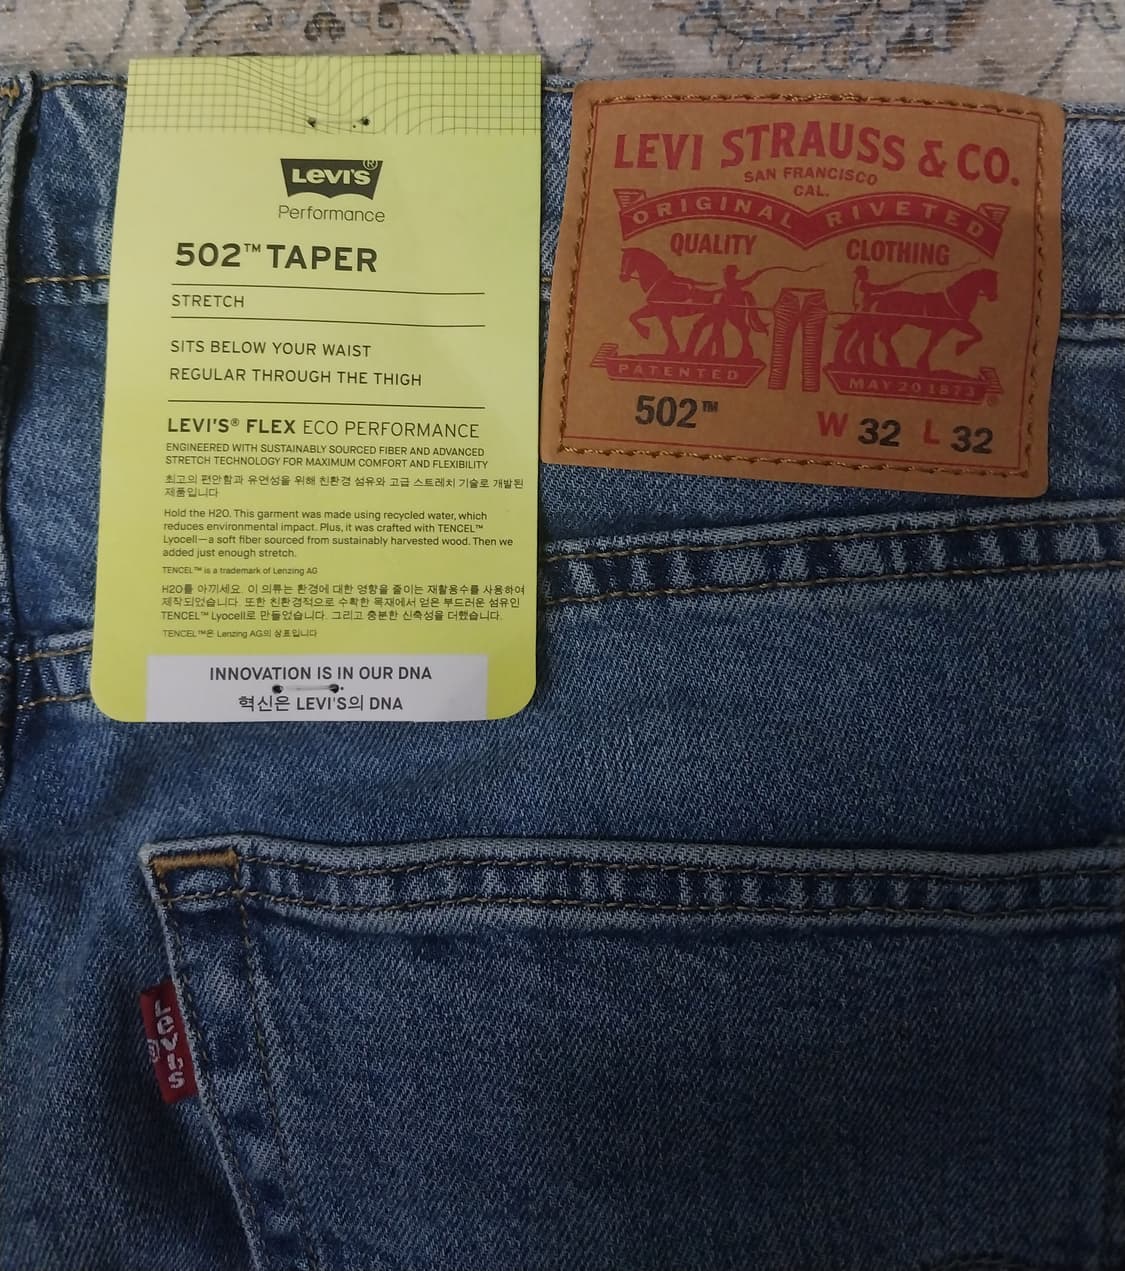 LEVI'S®
Performance
502™ TAPER
STRETCH
SITS BELOW YOUR WAIST
REGULAR THROUGH THE THIGH
LEVI'S® FLEX ECO PERFORMANCE
ENGINEERED WITH SUSTAINABLY SOURCED FIBER AND ADVANCED
STRETCH TECHNOLOGY FOR MAXIMUM COMFORT AND FLEXIBILITY
최고의 편안함과 유연성을 위해 친환경 섬유와 고급 스트레치 기술로 개발된
제품입니다
Hold the H2O. This garment was made using recycled water, which
reduces environmental impact. Plus, it was crafted with TENCEL™
Lyocell—a soft fiber sourced from sustainably harvested wood. Then we
added just enough stretch.
TENCEL™ is a trademark of Lenzing AG
H2O를 아끼세요. 이 의류는 환경에 대한 영향을 줄이는 재활용수를 사용하여
제작되었습니다. 또한 친환경적으로 수확한 목재에서 얻은 부드러운 섬유인
TENCEL™ Lyocell로 만들었습니다. 그리고 충분한 신축성을 더했습니다.
TENCEL™은 Lenzing AG의 상표입니다
INNOVATION IS IN OUR DNA
혁신은 LEVI'S의 DNA
LEVI STRAUSS & CO.
SAN FRANCISCO
CAL.
ORIGINAL RIVETED
QUALITY CLOTHING
PATENTED MAY 20 1873 ®
502™ W 32 L 32
Levi's ®